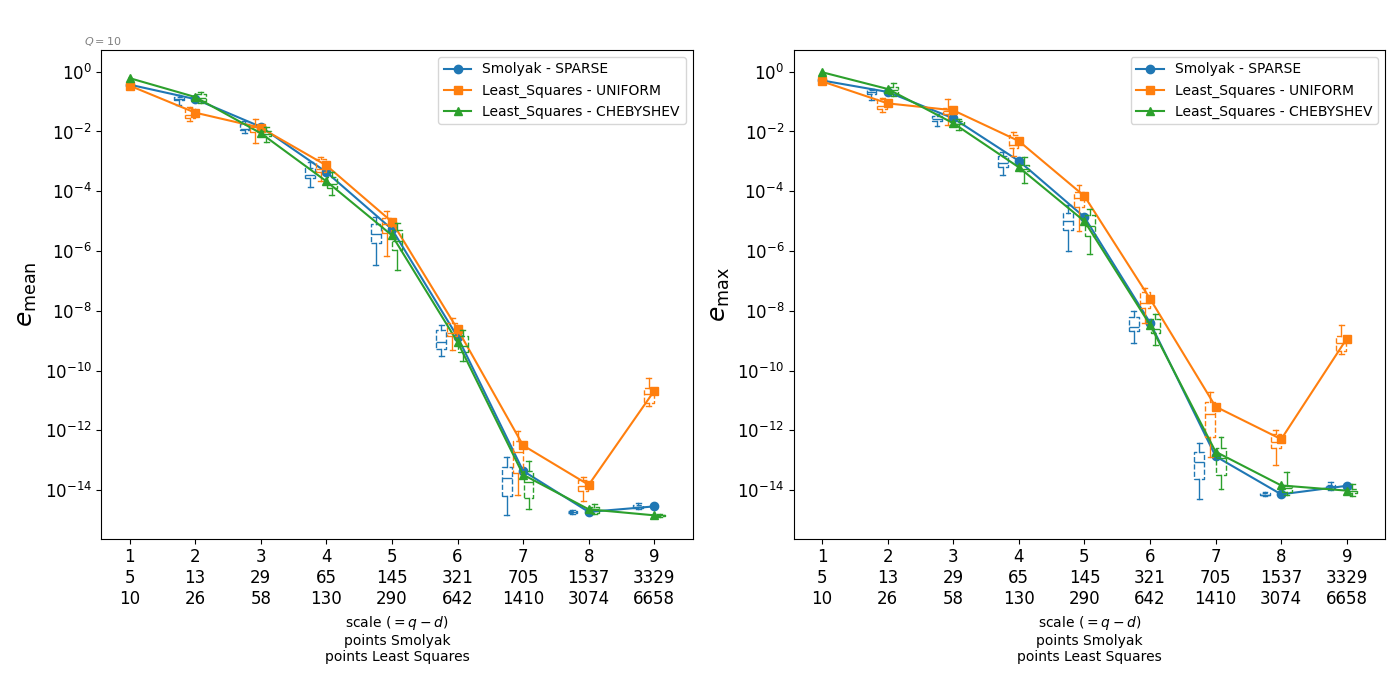 Q = 10
Smolyak - SPARSE
Least_Squares - UNIFORM
Least_Squares - CHEBYSHEV
10⁰
10⁻²
10⁻⁴
10⁻⁶
10⁻⁸
10⁻¹⁰
10⁻¹²
10⁻¹⁴
e_mean
1 2 3 4 5 6 7 8 9
5 13 29 65 145 321 705 1537 3329
10 26 58 130 290 642 1410 3074 6658
scale (= q − d)
points Smolyak
points Least Squares
Smolyak - SPARSE
Least_Squares - UNIFORM
Least_Squares - CHEBYSHEV
10⁰
10⁻²
10⁻⁴
10⁻⁶
10⁻⁸
10⁻¹⁰
10⁻¹²
10⁻¹⁴
e_max
1 2 3 4 5 6 7 8 9
5 13 29 65 145 321 705 1537 3329
10 26 58 130 290 642 1410 3074 6658
scale (= q − d)
points Smolyak
points Least Squares